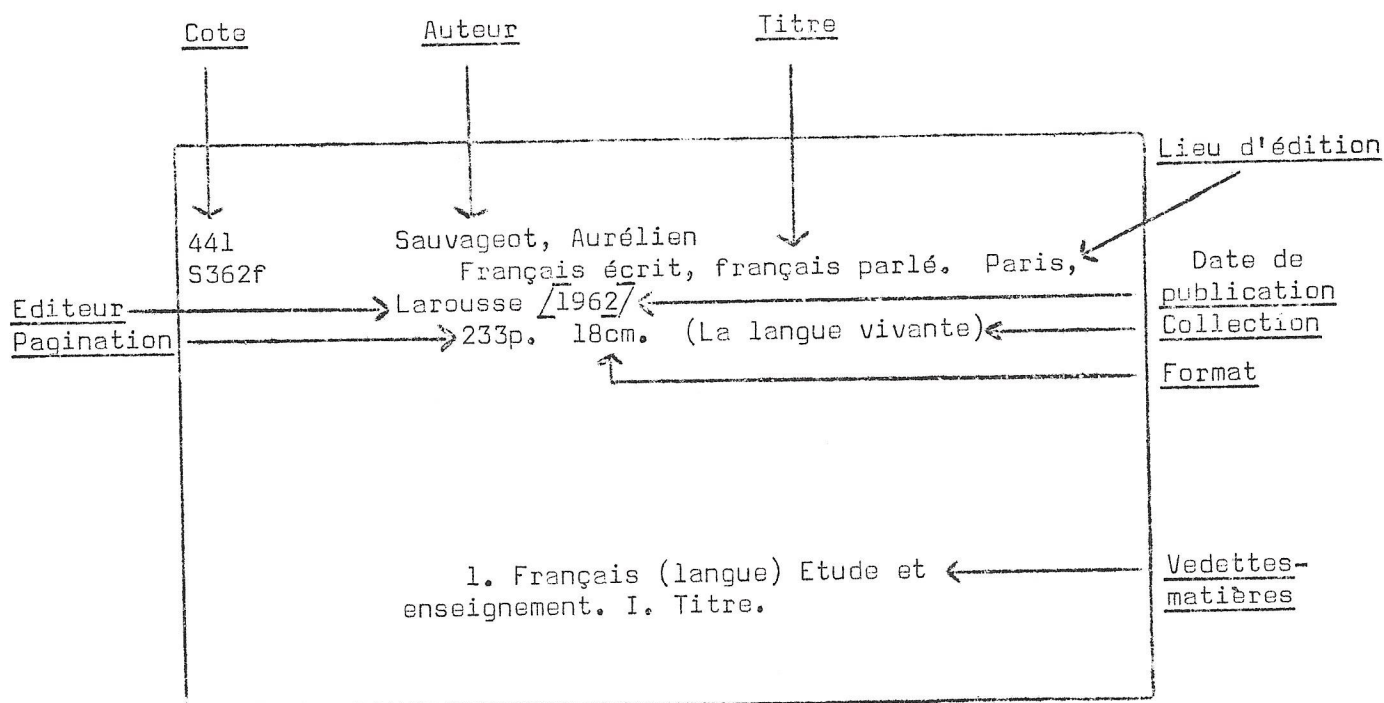 Cote Auteur Titre
Lieu d'édition
44l Sauvageot, Aurélien
S362f Français écrit, français parlé. Paris, Date de
Editeur Larousse /1962/ publication
Pagination 233p. 18cm. (La langue vivante) Collection
Format
1. Français (langue) Etude et Vedettes-
enseignement. I. Titre. matières